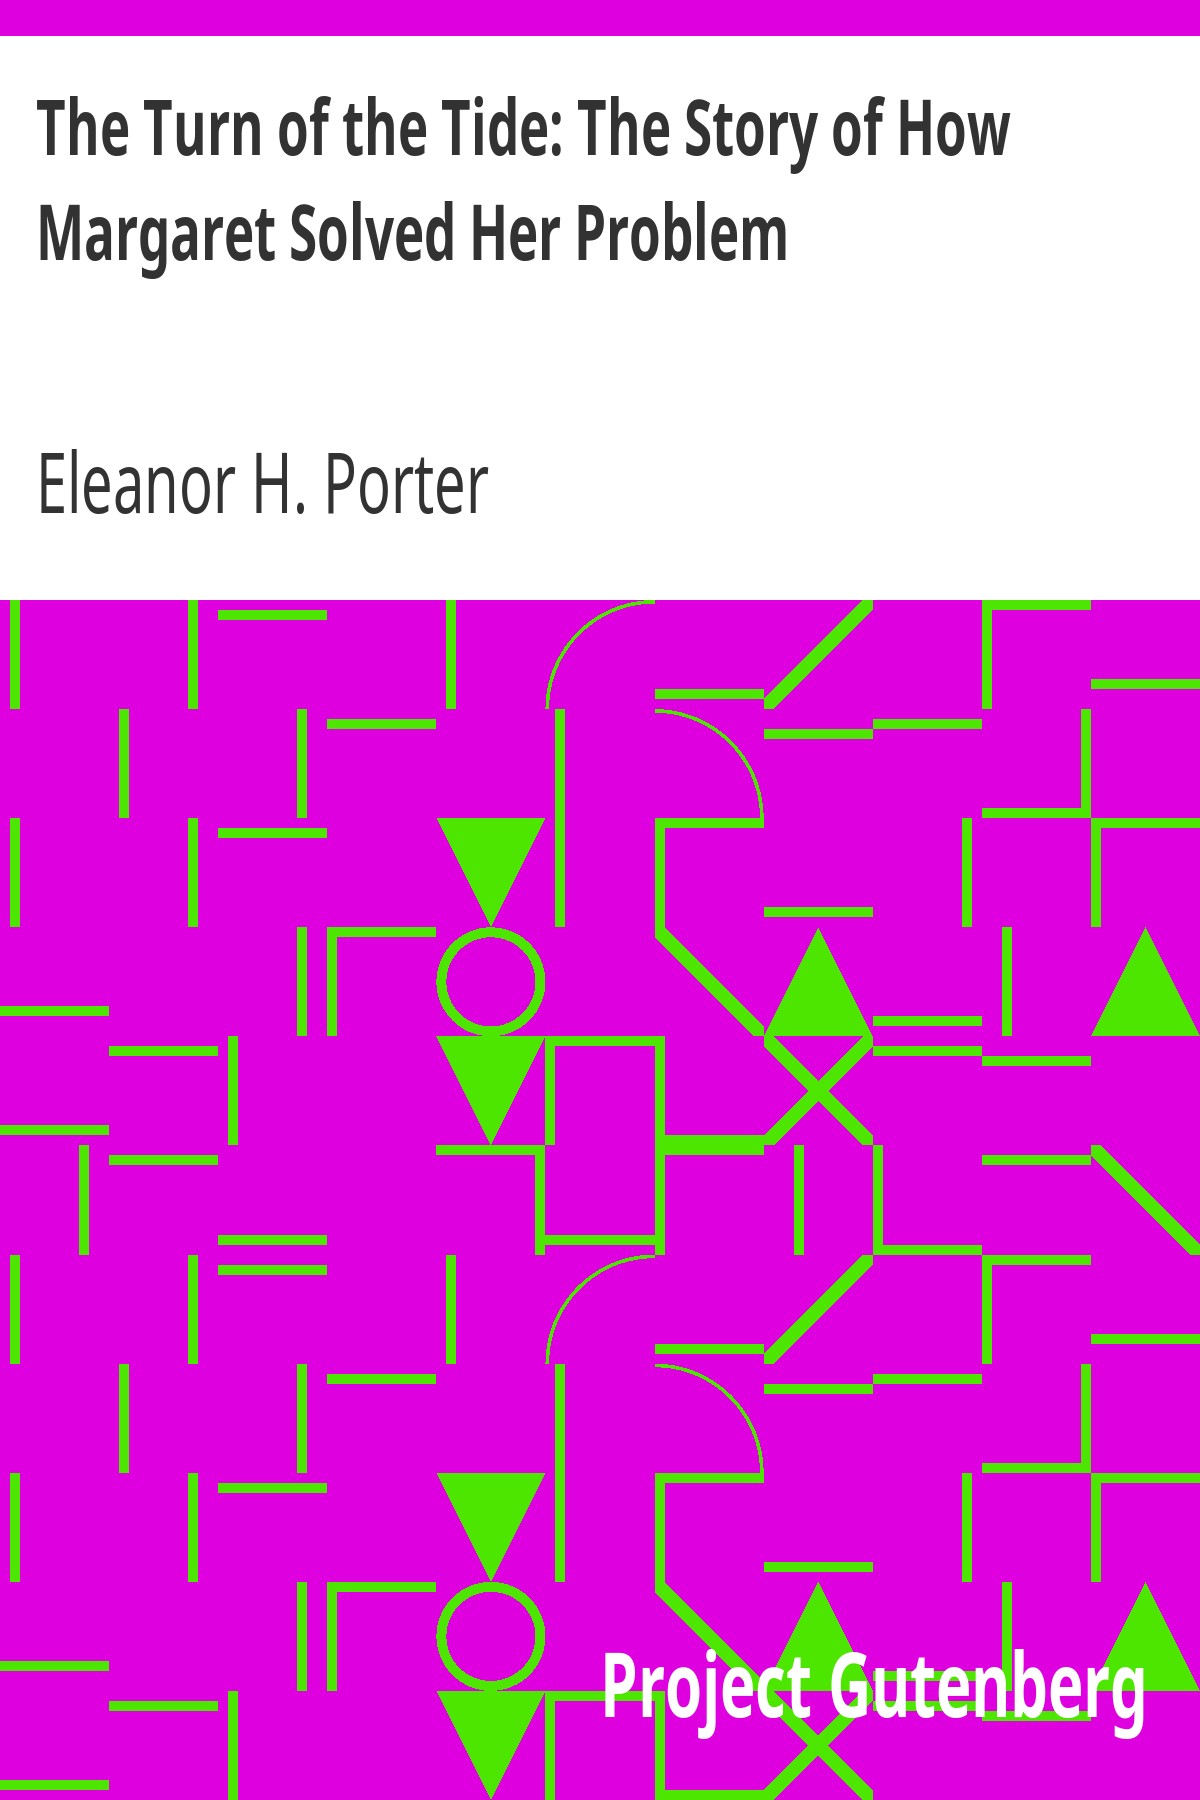 The Turn of the Tide: The Story of How
Margaret Solved Her Problem
Eleanor H. Porter
Project Gutenberg